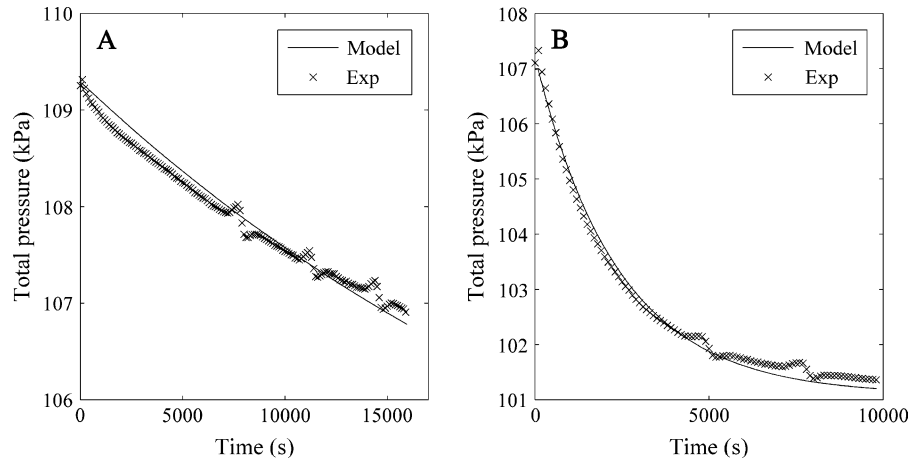 A
Model
Exp
110
109
108
107
106
Total pressure (kPa)
0
5000
10000
15000
Time (s)
B
Model
Exp
108
107
106
105
104
103
102
101
Total pressure (kPa)
0
5000
10000
Time (s)